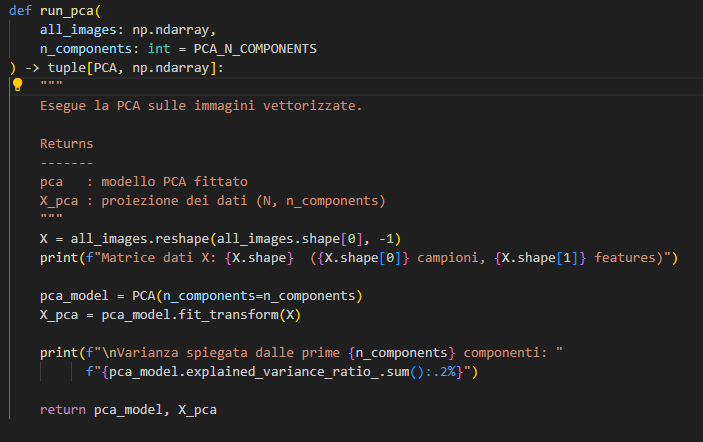 def run_pca(
    all_images: np.ndarray,
    n_components: int = PCA_N_COMPONENTS
) -> tuple[PCA, np.ndarray]:
    """
    Esegue la PCA sulle immagini vettorizzate.

    Returns
    -------
    pca   : modello PCA fittato
    X_pca : proiezione dei dati (N, n_components)
    """
    X = all_images.reshape(all_images.shape[0], -1)
    print(f"Matrice dati X: {X.shape}  ({X.shape[0]} campioni, {X.shape[1]} features)")

    pca_model = PCA(n_components=n_components)
    X_pca = pca_model.fit_transform(X)

    print(f"\nVarianza spiegata dalle prime {n_components} componenti: "
          f"{pca_model.explained_variance_ratio_.sum():.2%}")

    return pca_model, X_pca